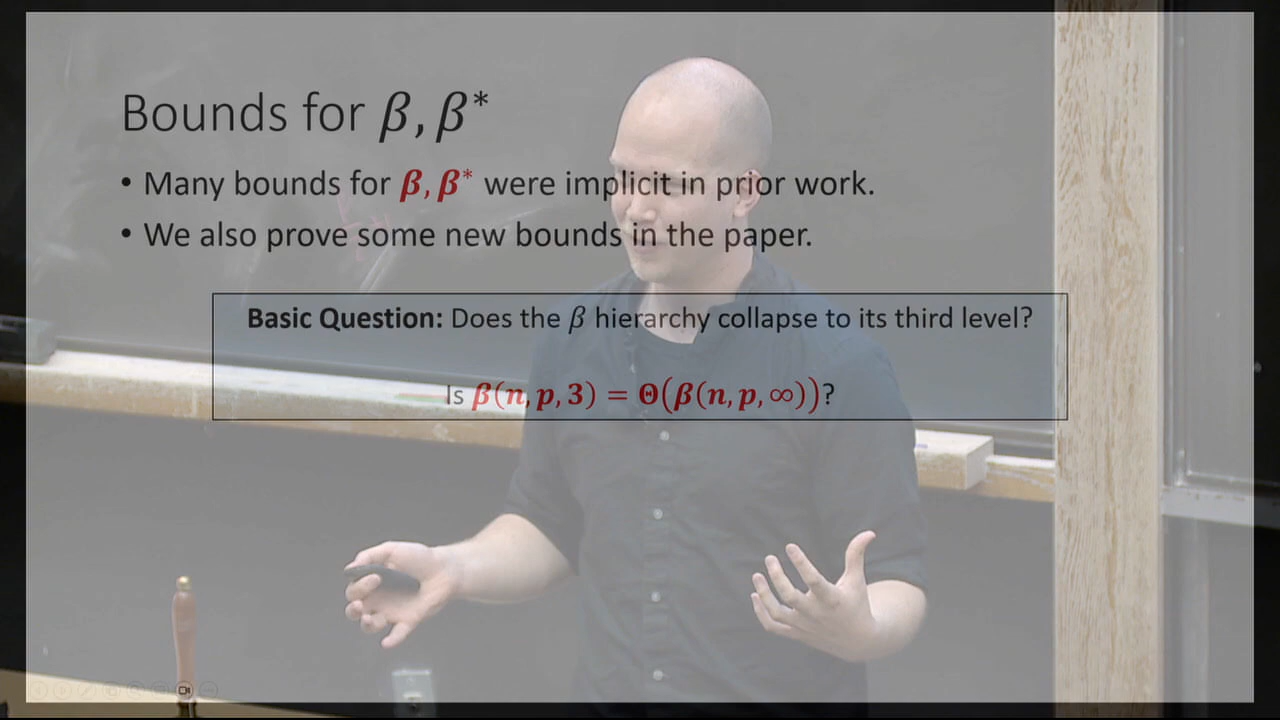 Bounds for β, β*
• Many bounds for β, β* were implicit in prior work.
• We also prove some new bounds in the paper.
Basic Question: Does the β hierarchy collapse to its third level?
Is β(n, p, 3) = Θ(β(n, p, ∞))?